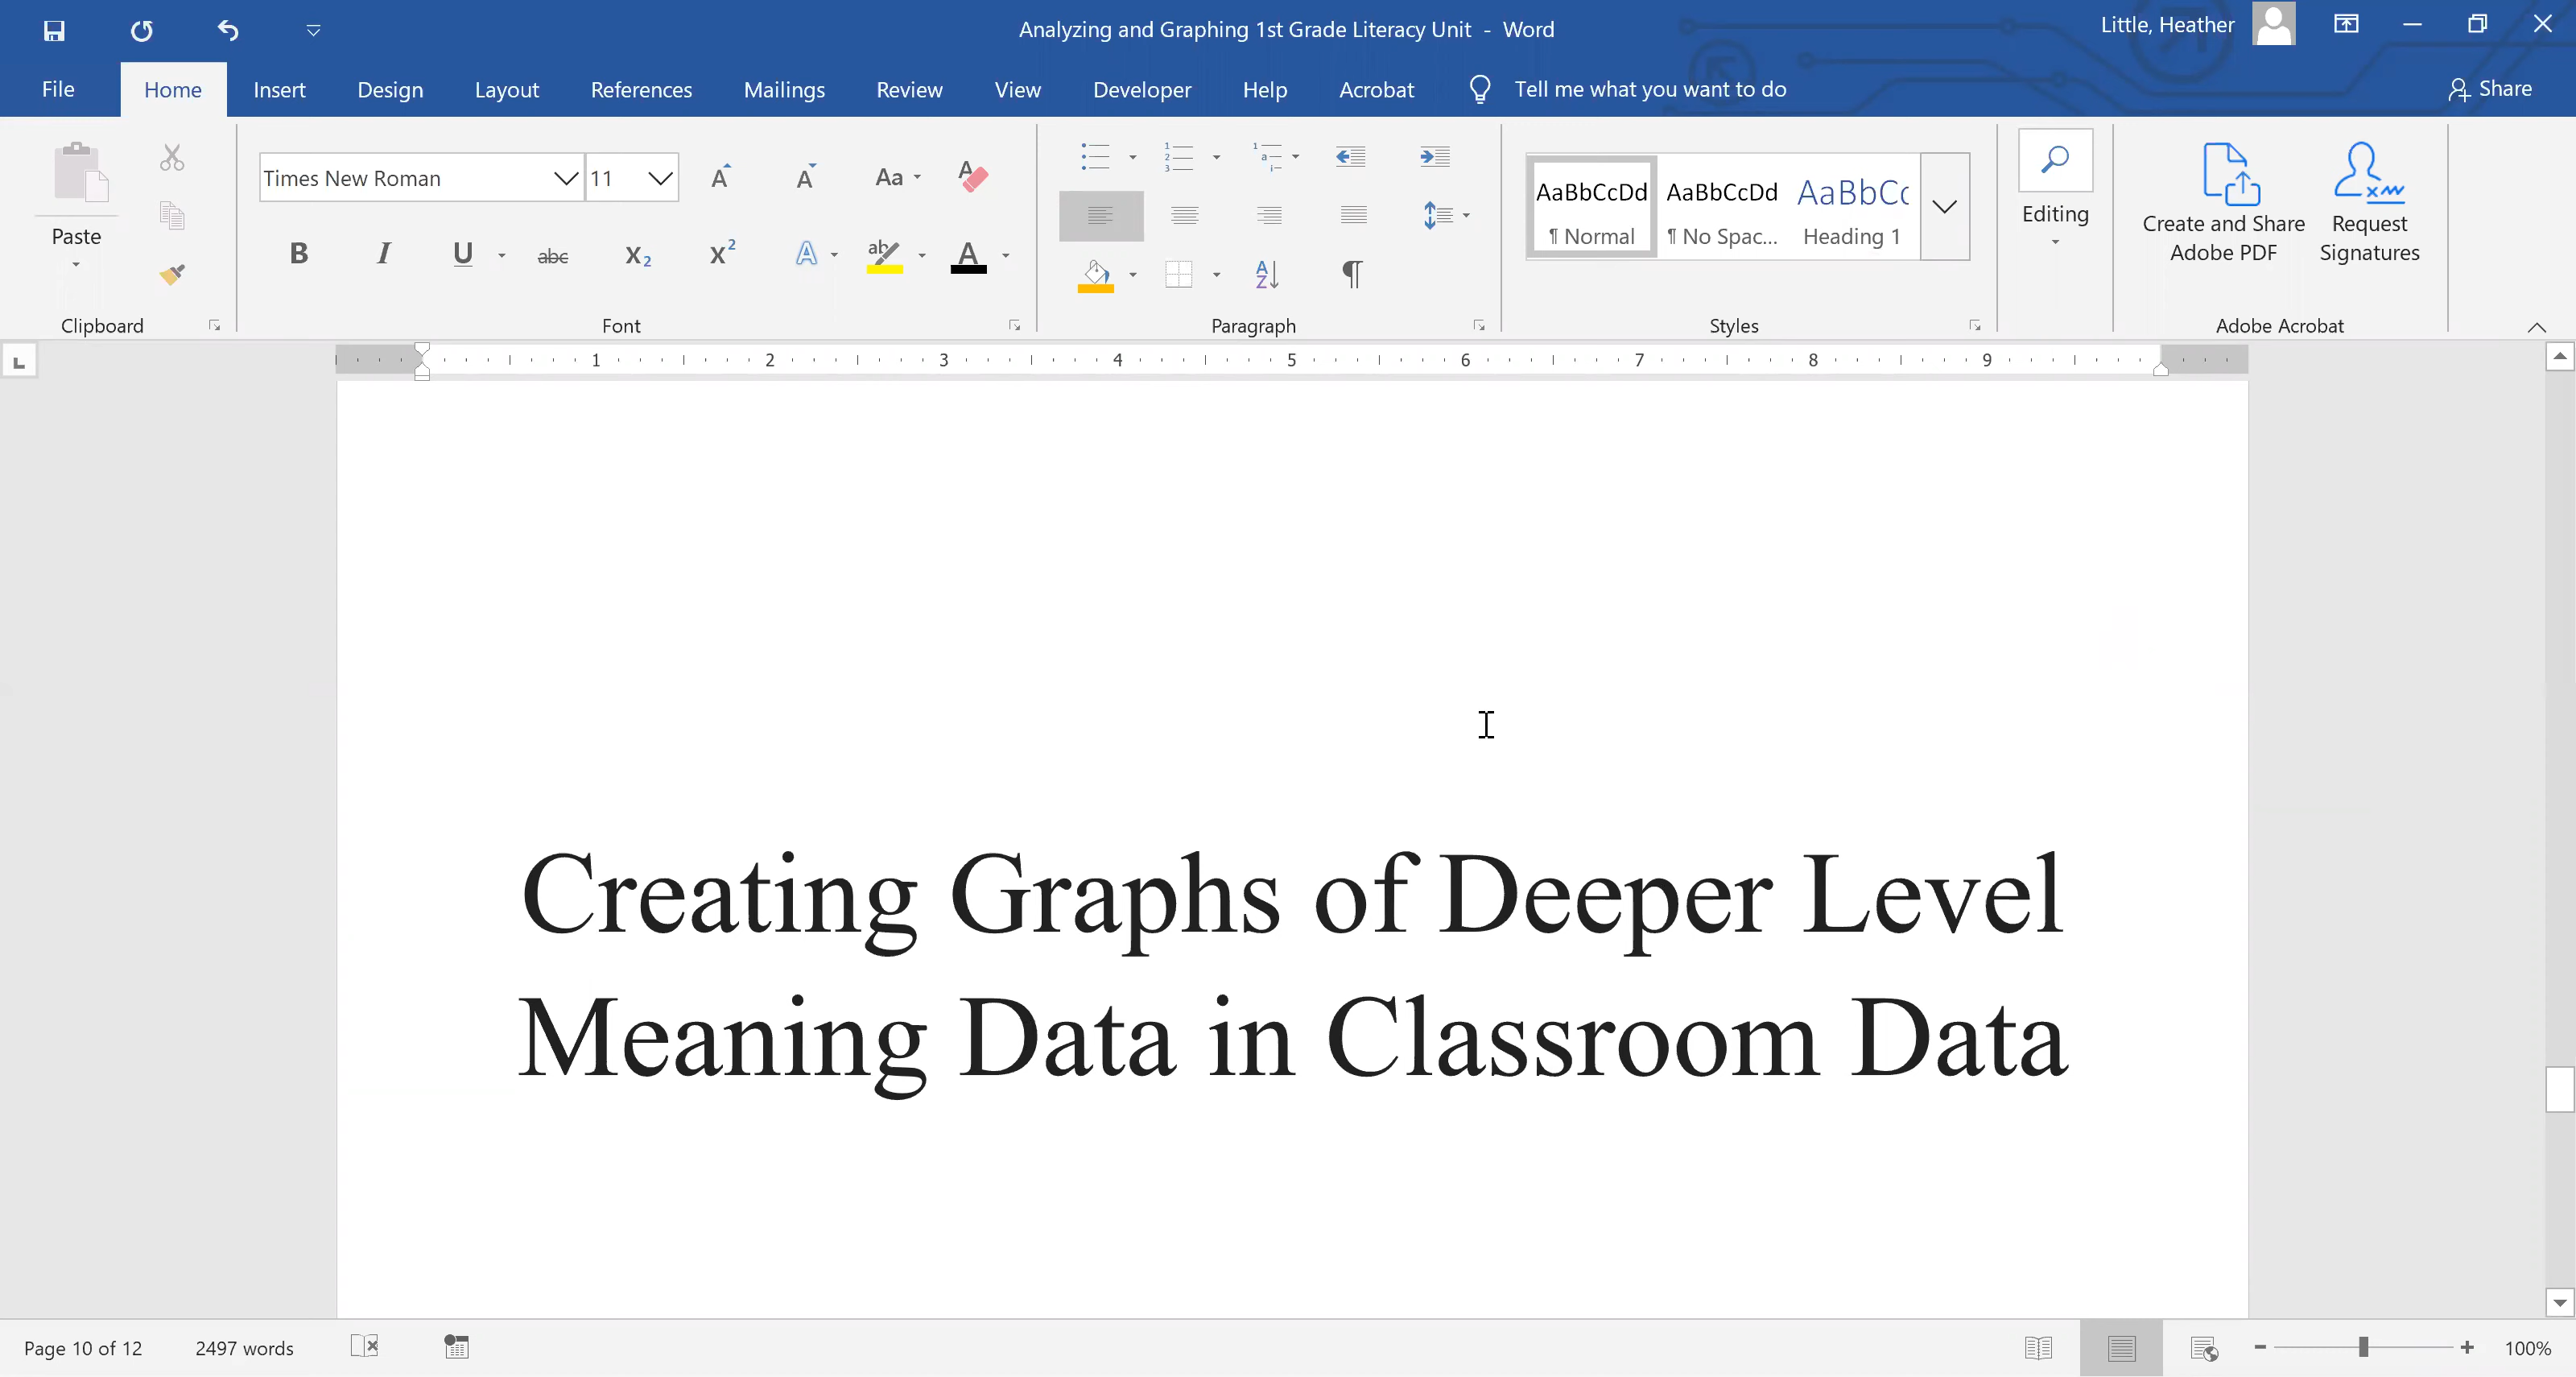 Analyzing and Graphing 1st Grade Literacy Unit - Word
Little, Heather
File Home Insert Design Layout References Mailings Review View Developer Help Acrobat Tell me what you want to do Share
Paste
Times New Roman 11
Aa
B I U abc X₂ X² A ab A
AaBbCcDd AaBbCcDd AaBbCc
¶ Normal ¶ No Spac... Heading 1
Editing
Create and Share Adobe PDF
Request Signatures
Clipboard Font Paragraph Styles Adobe Acrobat
1 2 3 4 5 6 7 8 9
Creating Graphs of Deeper Level
Meaning Data in Classroom Data
Page 10 of 12 2497 words 100%